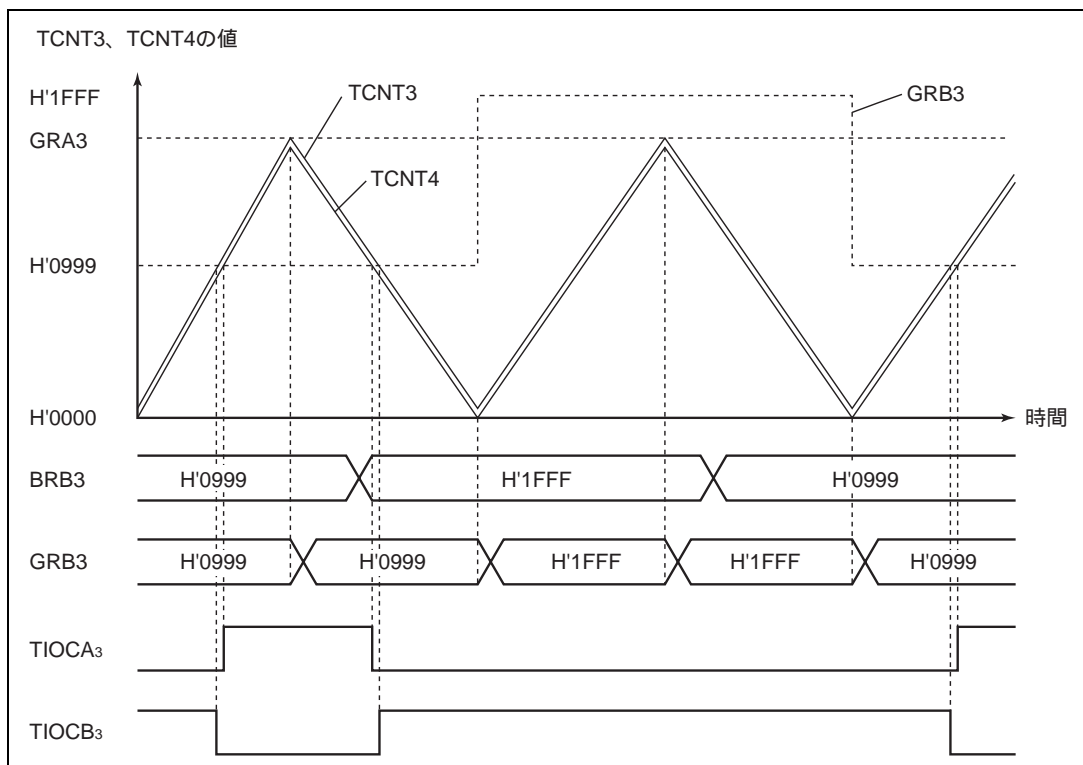 TCNT3、TCNT4の値
H'1FFF
TCNT3
GRB3
GRA3
TCNT4
H'0999
H'0000
時間
BRB3 H'0999 H'1FFF H'0999
GRB3 H'0999 H'0999 H'1FFF H'1FFF H'0999
TIOCA3
TIOCB3